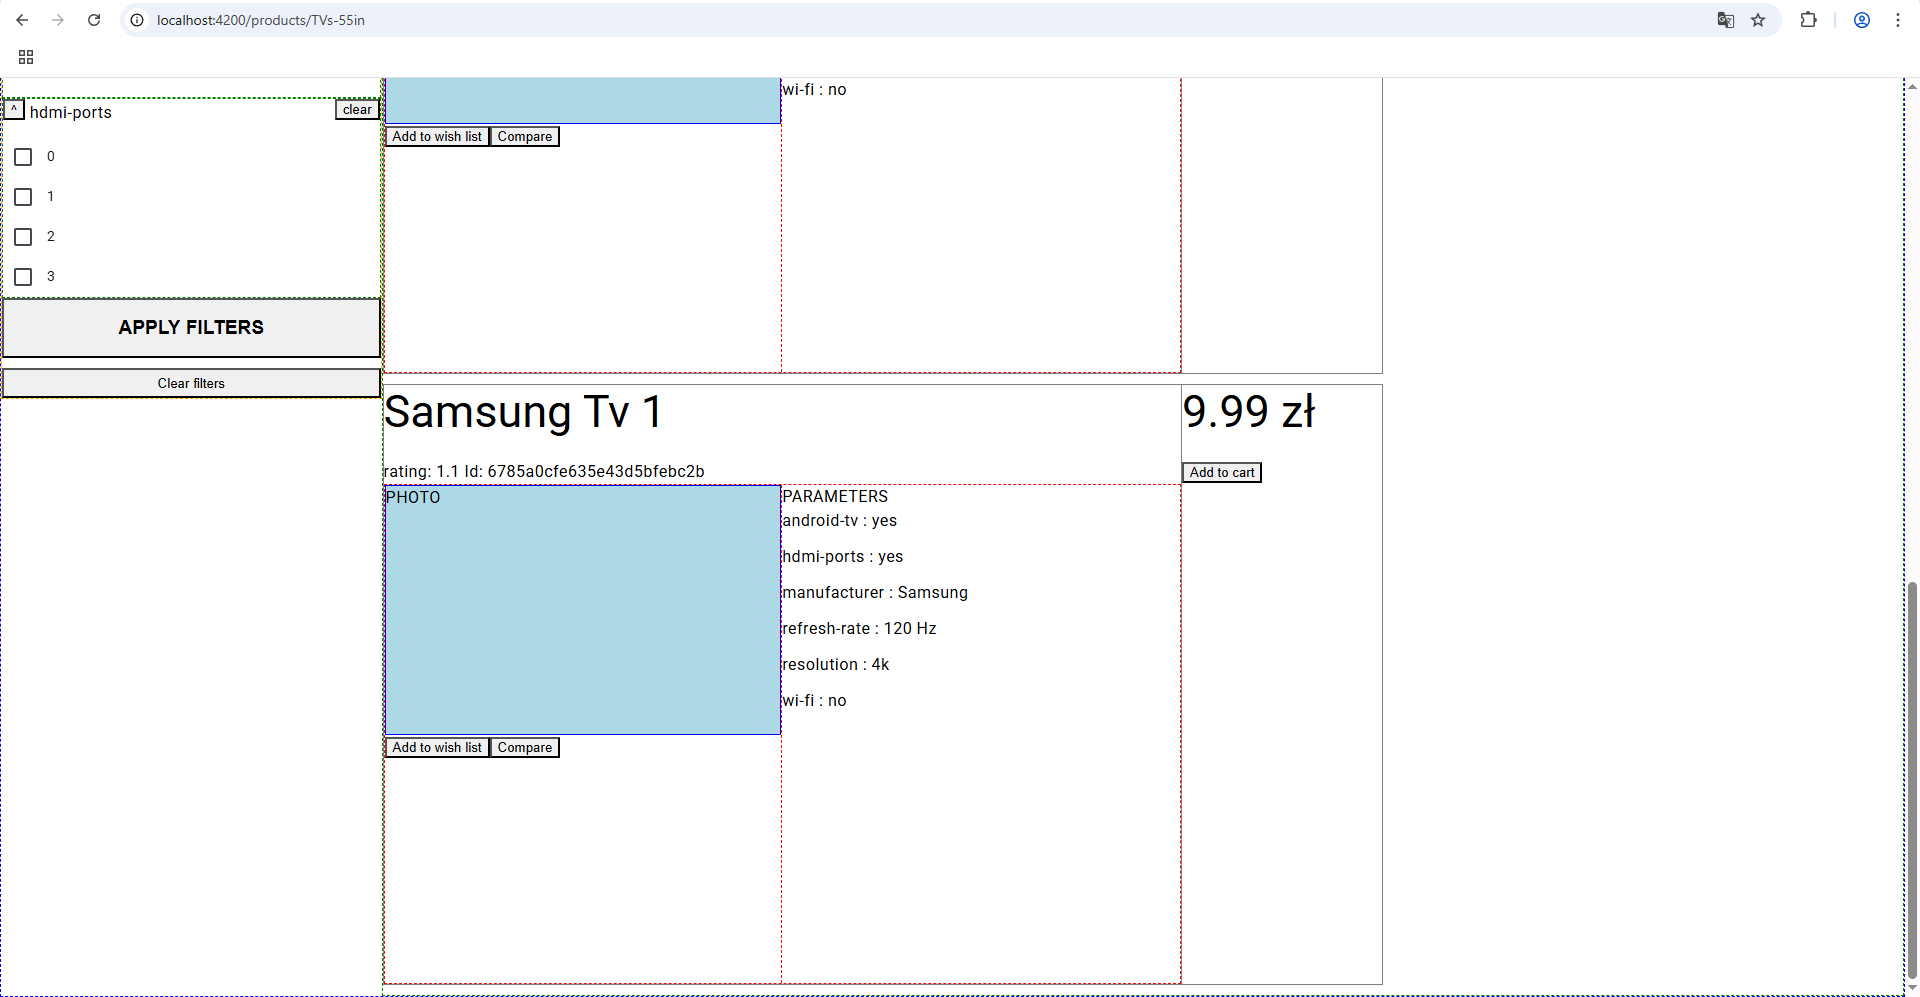 localhost:4200/products/TVs-55in
^ hdmi-ports clear
0
1
2
3
APPLY FILTERS
Clear filters
wi-fi : no
Add to wish list Compare
Samsung Tv 1
9.99 zł
rating: 1.1 Id: 6785a0cfe635e43d5bfebc2b
Add to cart
PHOTO
PARAMETERS
android-tv : yes
hdmi-ports : yes
manufacturer : Samsung
refresh-rate : 120 Hz
resolution : 4k
wi-fi : no
Add to wish list Compare